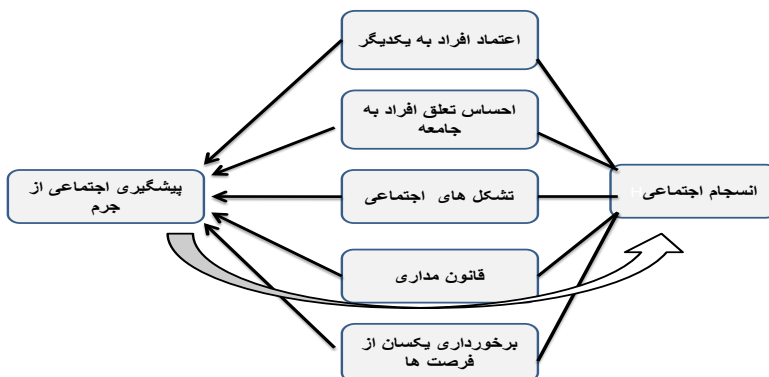 اعتماد افراد به یکدیگر
احساس تعلق افراد به
جامعه
انسجام اجتماعی H
تشکل های اجتماعی
پیشگیری اجتماعی از
جرم
قانون مداری
برخورداری یکسان از
فرصت ها